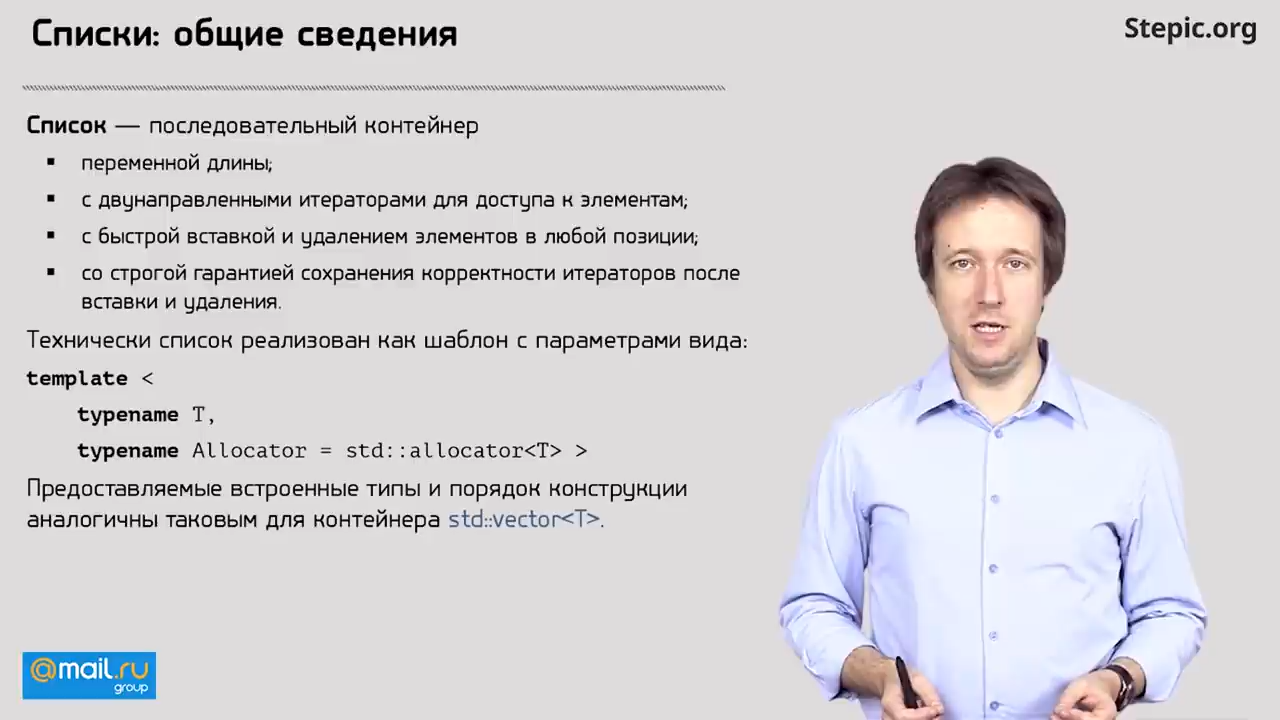 Списки: общие сведения
Stepic.org
Список — последовательный контейнер
▪ переменной длины;
▪ с двунаправленными итераторами для доступа к элементам;
▪ с быстрой вставкой и удалением элементов в любой позиции;
▪ со строгой гарантией сохранения корректности итераторов после
вставки и удаления.
Технически список реализован как шаблон с параметрами вида:
template <
typename T,
typename Allocator = std::allocator<T> >
Предоставляемые встроенные типы и порядок конструкции
аналогичны таковым для контейнера std::vector<T>.
@mail.ru
group